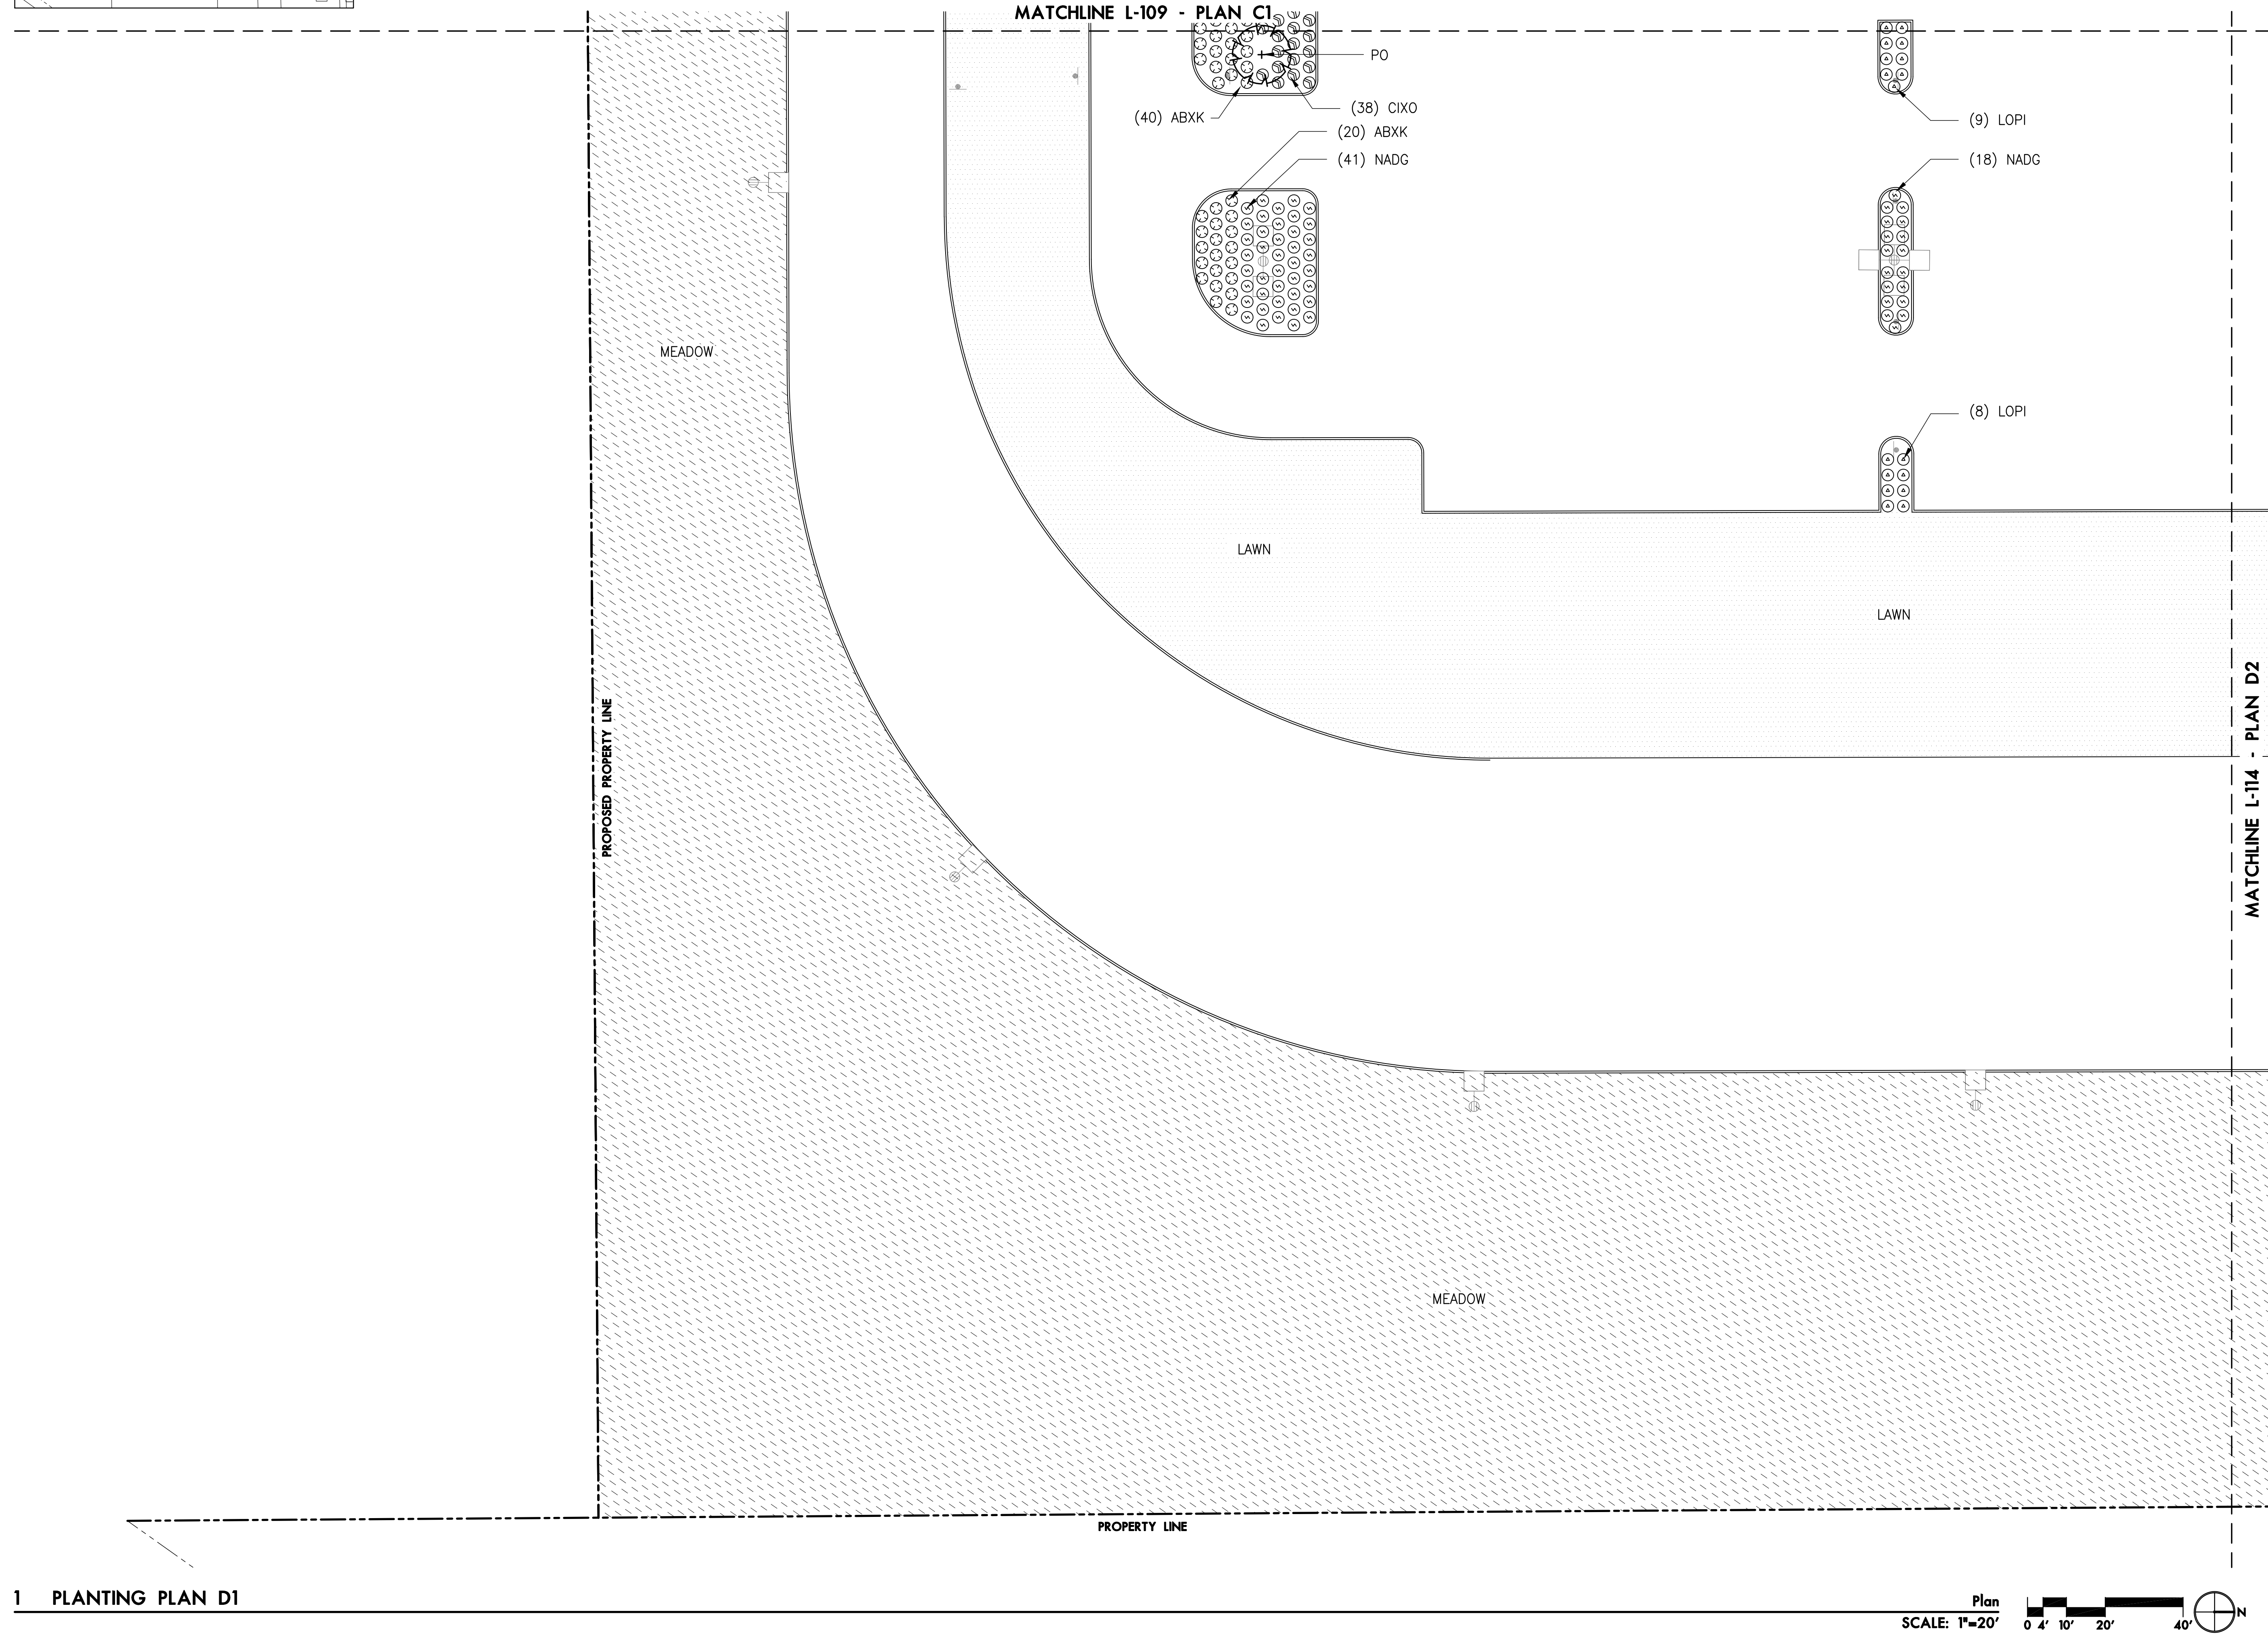 MATCHLINE L-109 - PLAN C1
PO
(40) ABXK
(38) CIXO
(20) ABXK
(41) NADG
(9) LOPI
(18) NADG
MEADOW
(8) LOPI
LAWN
LAWN
PROPOSED PROPERTY LINE
MATCHLINE L-114 - PLAN D2
MEADOW
PROPERTY LINE
1 PLANTING PLAN D1
Plan
SCALE: 1"=20'
0 4' 10' 20' 40'
N